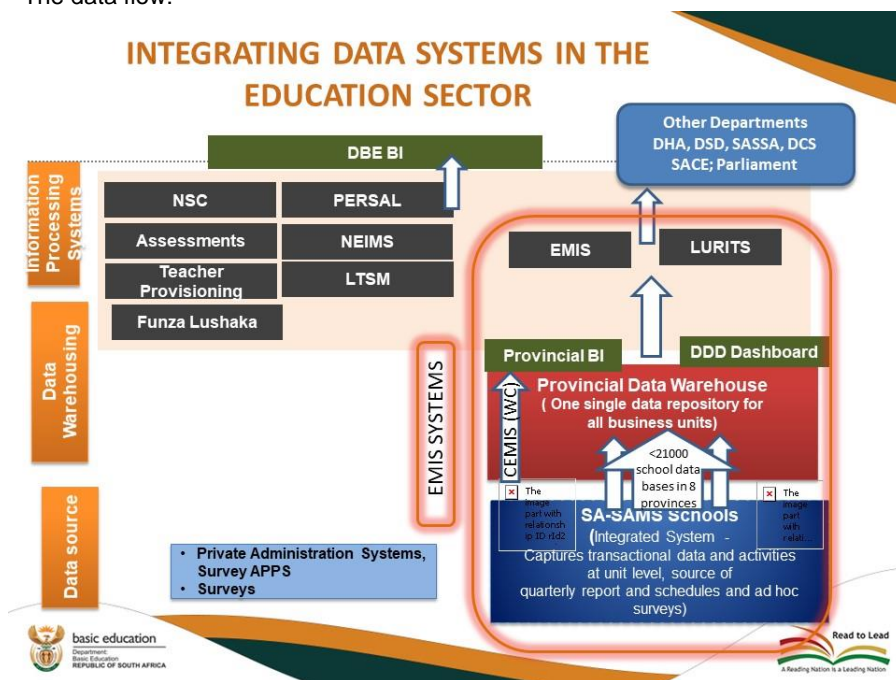 The data flow:
INTEGRATING DATA SYSTEMS IN THE
EDUCATION SECTOR
Other Departments
DHA, DSD, SASSA, DCS
SACE; Parliament
DBE BI
Information
Processing
Systems
NSC
PERSAL
Assessments
NEIMS
Teacher
Provisioning
LTSM
Funza Lushaka
EMIS
LURITS
Data
Warehousing
EMIS SYSTEMS
Provincial BI
DDD Dashboard
CEMIS (WC)
Provincial Data Warehouse
( One single data repository for
all business units)
<21000
school data
bases in 8
provinces
The
image
part with
relationsh
ip ID rId2
The
image
part
with
relati...
Data source
• Private Administration Systems,
Survey APPS
• Surveys
SA-SAMS Schools
(Integrated System -
Captures transactional data and activities
at unit level, source of
quarterly report and schedules and ad hoc
surveys)
basic education
Department:
Basic Education
REPUBLIC OF SOUTH AFRICA
Read to Lead
A Reading Nation is a Leading Nation